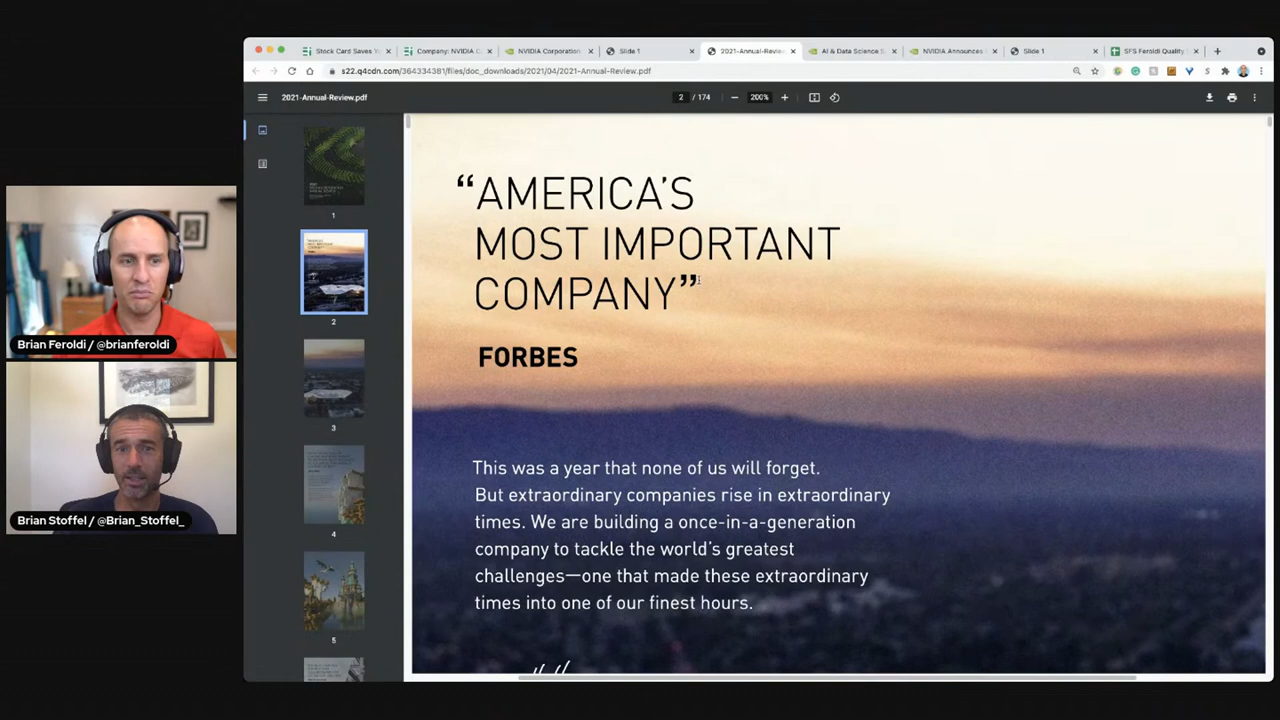 Stock Card Saves
Company: NVIDIA
NVIDIA Corporation
Slide 1
2021-Annual-Revie
AI & Data Science
NVIDIA Announces
Slide 1
SFS Feroldi Quality
s22.q4cdn.com/364334381/files/doc_downloads/2021/04/2021-Annual-Review.pdf
2021-Annual-Review.pdf
2 / 174
200%
1
2
3
4
5
“AMERICA’S
MOST IMPORTANT
COMPANY”
FORBES
This was a year that none of us will forget.
But extraordinary companies rise in extraordinary
times. We are building a once-in-a-generation
company to tackle the world’s greatest
challenges—one that made these extraordinary
times into one of our finest hours.
Brian Feroldi / @brianferoldi
Brian Stoffel / @Brian_Stoffel_